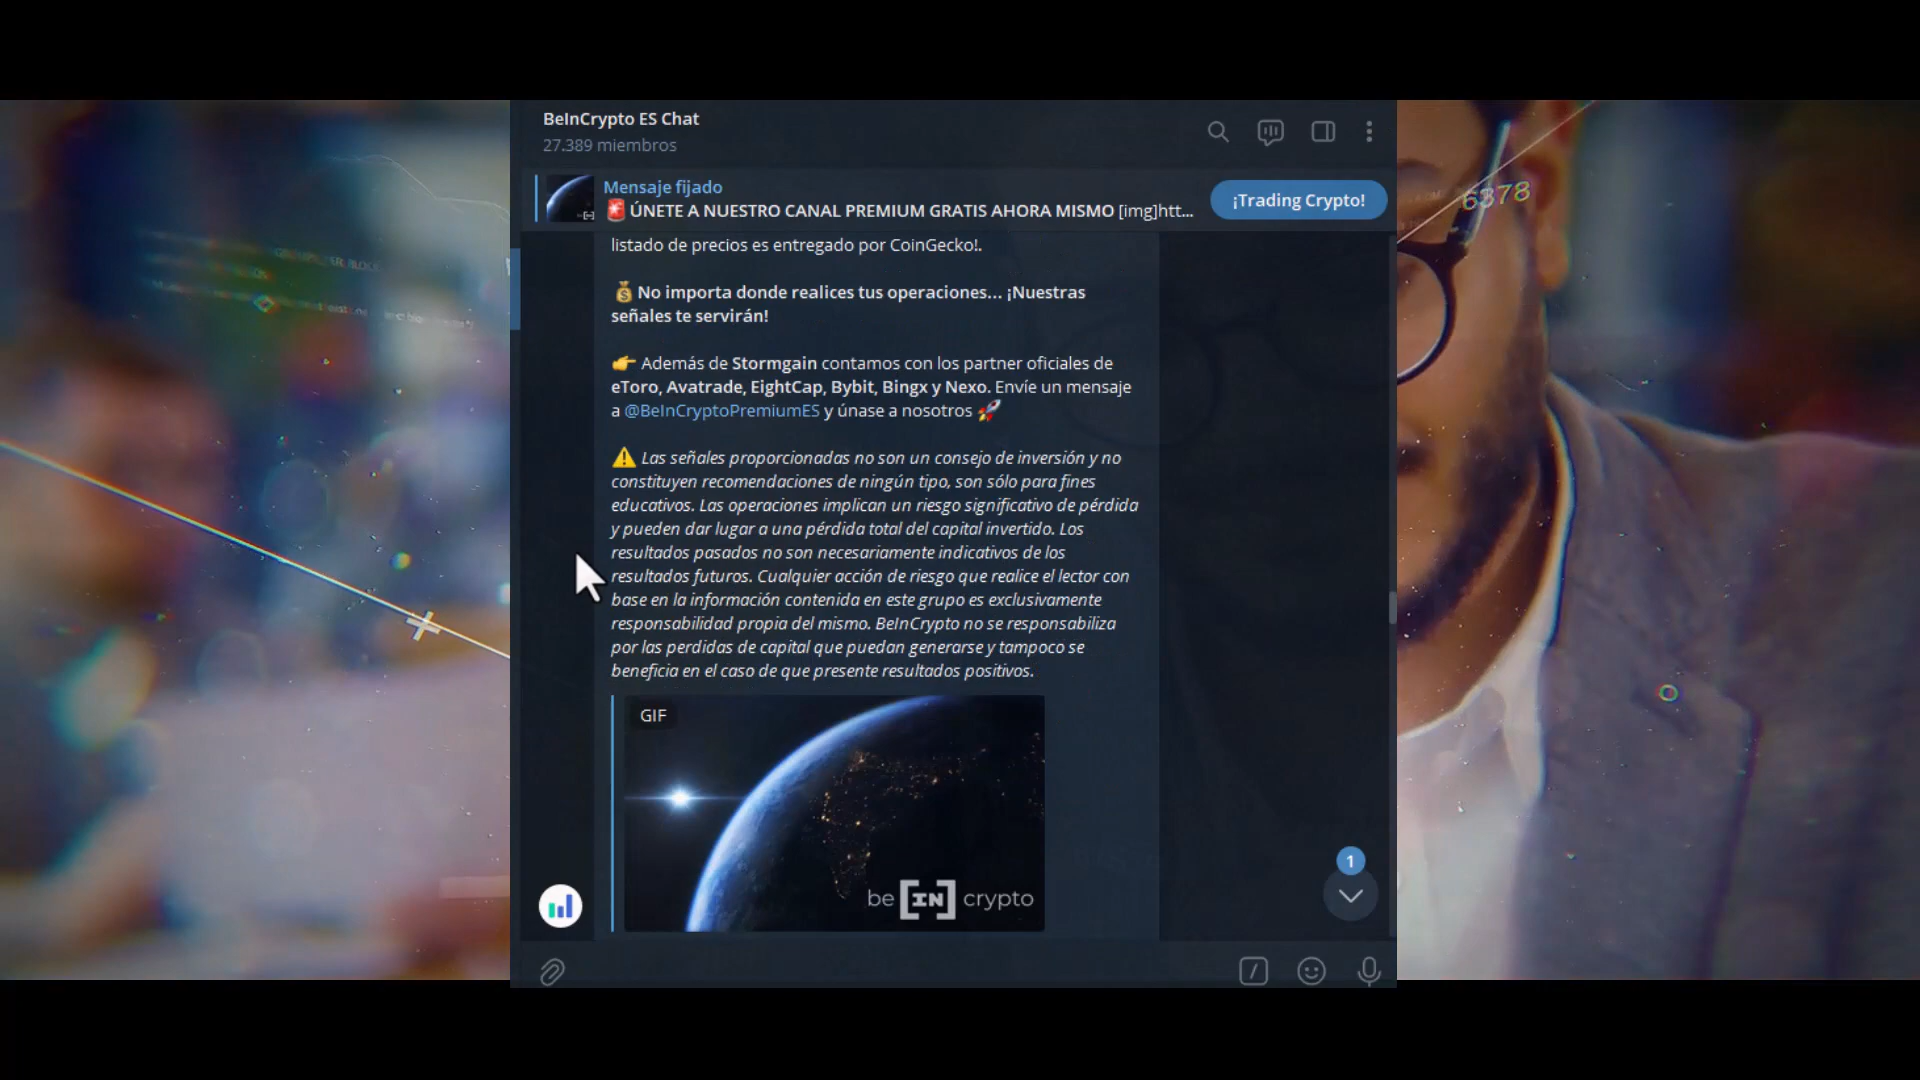 BeInCrypto ES Chat
27.389 miembros
Mensaje fijado
🚨 ÚNETE A NUESTRO CANAL PREMIUM GRATIS AHORA MISMO [img]htt...
¡Trading Crypto!
6378
listado de precios es entregado por CoinGecko!.
💰 No importa donde realices tus operaciones... ¡Nuestras
señales te servirán!
👉 Además de Stormgain contamos con los partner oficiales de
eToro, Avatrade, EightCap, Bybit, Bingx y Nexo. Envíe un mensaje
a @BeInCryptoPremiumES y únase a nosotros 🚀
⚠️ Las señales proporcionadas no son un consejo de inversión y no
constituyen recomendaciones de ningún tipo, son sólo para fines
educativos. Las operaciones implican un riesgo significativo de pérdida
y pueden dar lugar a una pérdida total del capital invertido. Los
resultados pasados no son necesariamente indicativos de los
resultados futuros. Cualquier acción de riesgo que realice el lector con
base en la información contenida en este grupo es exclusivamente
responsabilidad propia del mismo. BeInCrypto no se responsabiliza
por las perdidas de capital que puedan generarse y tampoco se
beneficia en el caso de que presente resultados positivos.
GIF
be [IN] crypto
1